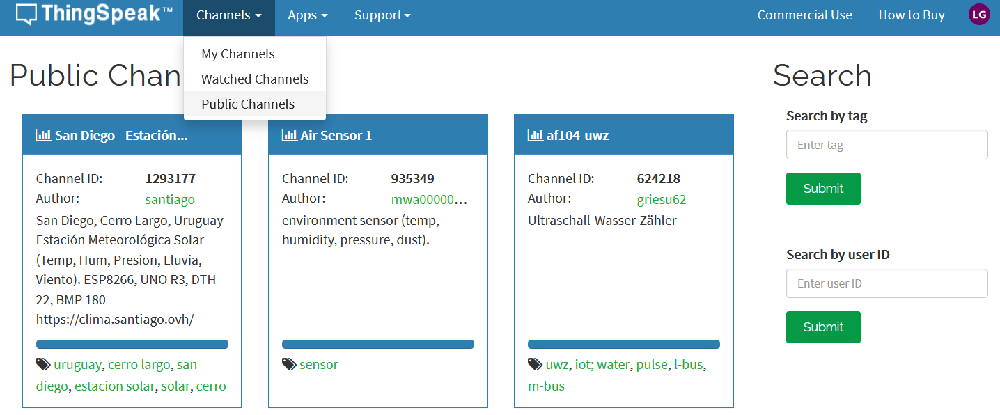 ThingSpeak™
Channels
Apps
Support
Commercial Use
How to Buy
LG
My Channels
Watched Channels
Public Channels
Public Chan
San Diego - Estación...
Channel ID: 1293177
Author: santiago
San Diego, Cerro Largo, Uruguay
Estación Meteorológica Solar
(Temp, Hum, Presion, Lluvia,
Viento). ESP8266, UNO R3, DTH
22, BMP 180
https://clima.santiago.ovh/
uruguay, cerro largo, san
diego, estacion solar, solar, cerro
Air Sensor 1
Channel ID: 935349
Author: mwa00000...
environment sensor (temp,
humidity, pressure, dust).
sensor
af104-uwz
Channel ID: 624218
Author: griesu62
Ultraschall-Wasser-Zähler
uwz, iot; water, pulse, l-bus,
m-bus
Search
Search by tag
Enter tag
Submit
Search by user ID
Enter user ID
Submit